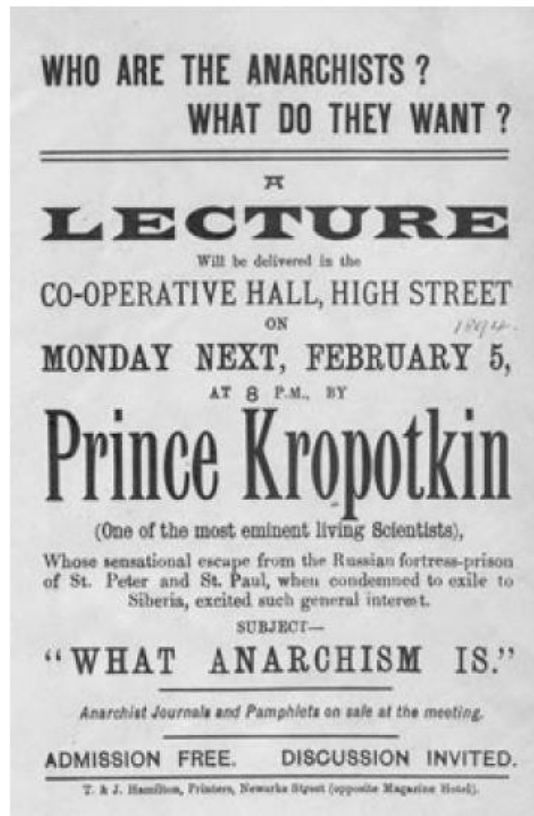 WHO ARE THE ANARCHISTS ?
WHAT DO THEY WANT ?
A
LECTURE
Will be delivered in the
CO-OPERATIVE HALL, HIGH STREET
ON
1894.
MONDAY NEXT, FEBRUARY 5,
AT 8 P.M., BY
Prince Kropotkin
(One of the most eminent living Scientists),
Whose sensational escape from the Russian fortress-prison
of St. Peter and St. Paul, when condemned to exile to
Siberia, excited such general interest.
SUBJECT—
“WHAT ANARCHISM IS.”
Anarchist Journals and Pamphlets on sale at the meeting.
ADMISSION FREE. DISCUSSION INVITED.
T. & J. Hamilton, Printers, Newarke Street (opposite Magazine Hotel).